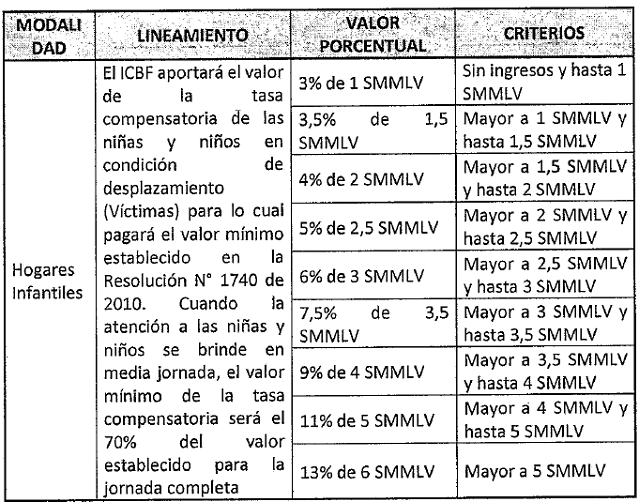 MODALI
DAD
LINEAMIENTO
VALOR
PORCENTUAL
CRITERIOS
Hogares
Infantiles
El ICBF aportará el valor
de la tasa
compensatoria de las
niñas y niños en
condición de
desplazamiento
(Víctimas) para lo cual
pagará el valor mínimo
establecido en la
Resolución N° 1740 de
2010. Cuando la
atención a las niñas y
niños se brinde en
media jornada, el valor
mínimo de la tasa
compensatoria será el
70% del valor
establecido para la
jornada completa
3% de 1 SMMLV
Sin ingresos y hasta 1
SMMLV
3,5% de 1,5
SMMLV
Mayor a 1 SMMLV y
hasta 1,5 SMMLV
4% de 2 SMMLV
Mayor a 1,5 SMMLV
y hasta 2 SMMLV
5% de 2,5 SMMLV
Mayor a 2 SMMLV y
hasta 2,5 SMMLV
6% de 3 SMMLV
Mayor a 2,5 SMMLV
y hasta 3 SMMLV
7,5% de 3,5
SMMLV
Mayor a 3 SMMLV y
hasta 3,5 SMMLV
9% de 4 SMMLV
Mayor a 3,5 SMMLV
y hasta 4 SMMLV
11% de 5 SMMLV
Mayor a 4 SMMLV y
hasta 5 SMMLV
13% de 6 SMMLV
Mayor a 5 SMMLV